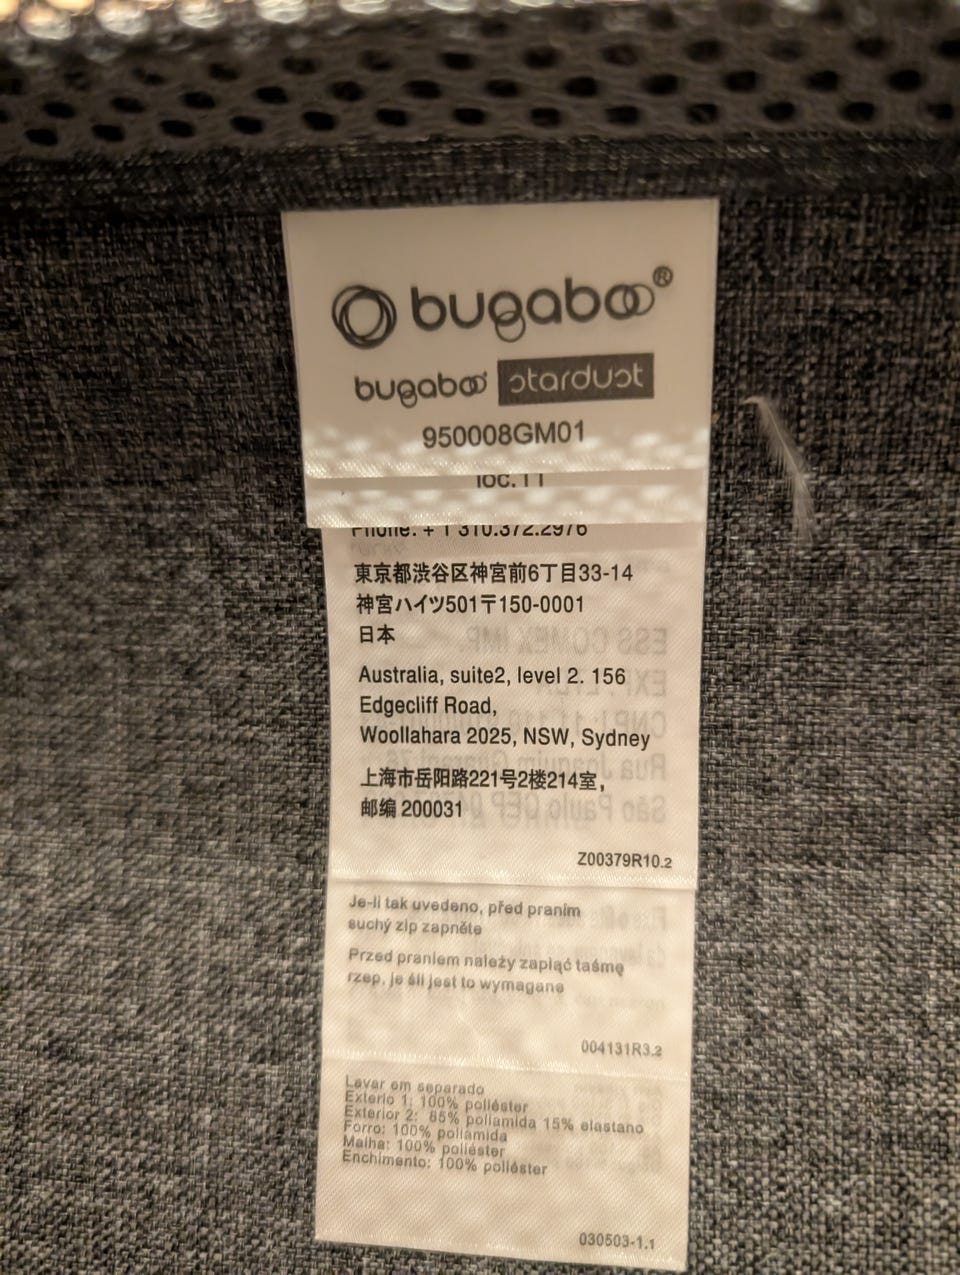 bugaboo®
bugaboo stardust
950008GM01
loc.11
Phone: + 1 310.372.2976
東京都渋谷区神宮前6丁目33-14
神宮ハイツ501〒150-0001
日本
Australia, suite2, level 2. 156
Edgecliff Road,
Woollahara 2025, NSW, Sydney
上海市岳阳路221号2楼214室,
邮编 200031
Z00379R10.2
Je-li tak uvedeno, před praním
suchý zip zapněte
Przed praniem należy zapiąć taśmę
rzep, je śli jest to wymagane
004131R3.2
Lavar em separado
Exterio 1: 100% poliéster
Exterior 2: 85% poliamida 15% elastano
Forro: 100% poliamida
Malha: 100% poliéster
Enchimento: 100% poliéster
030503-1.1